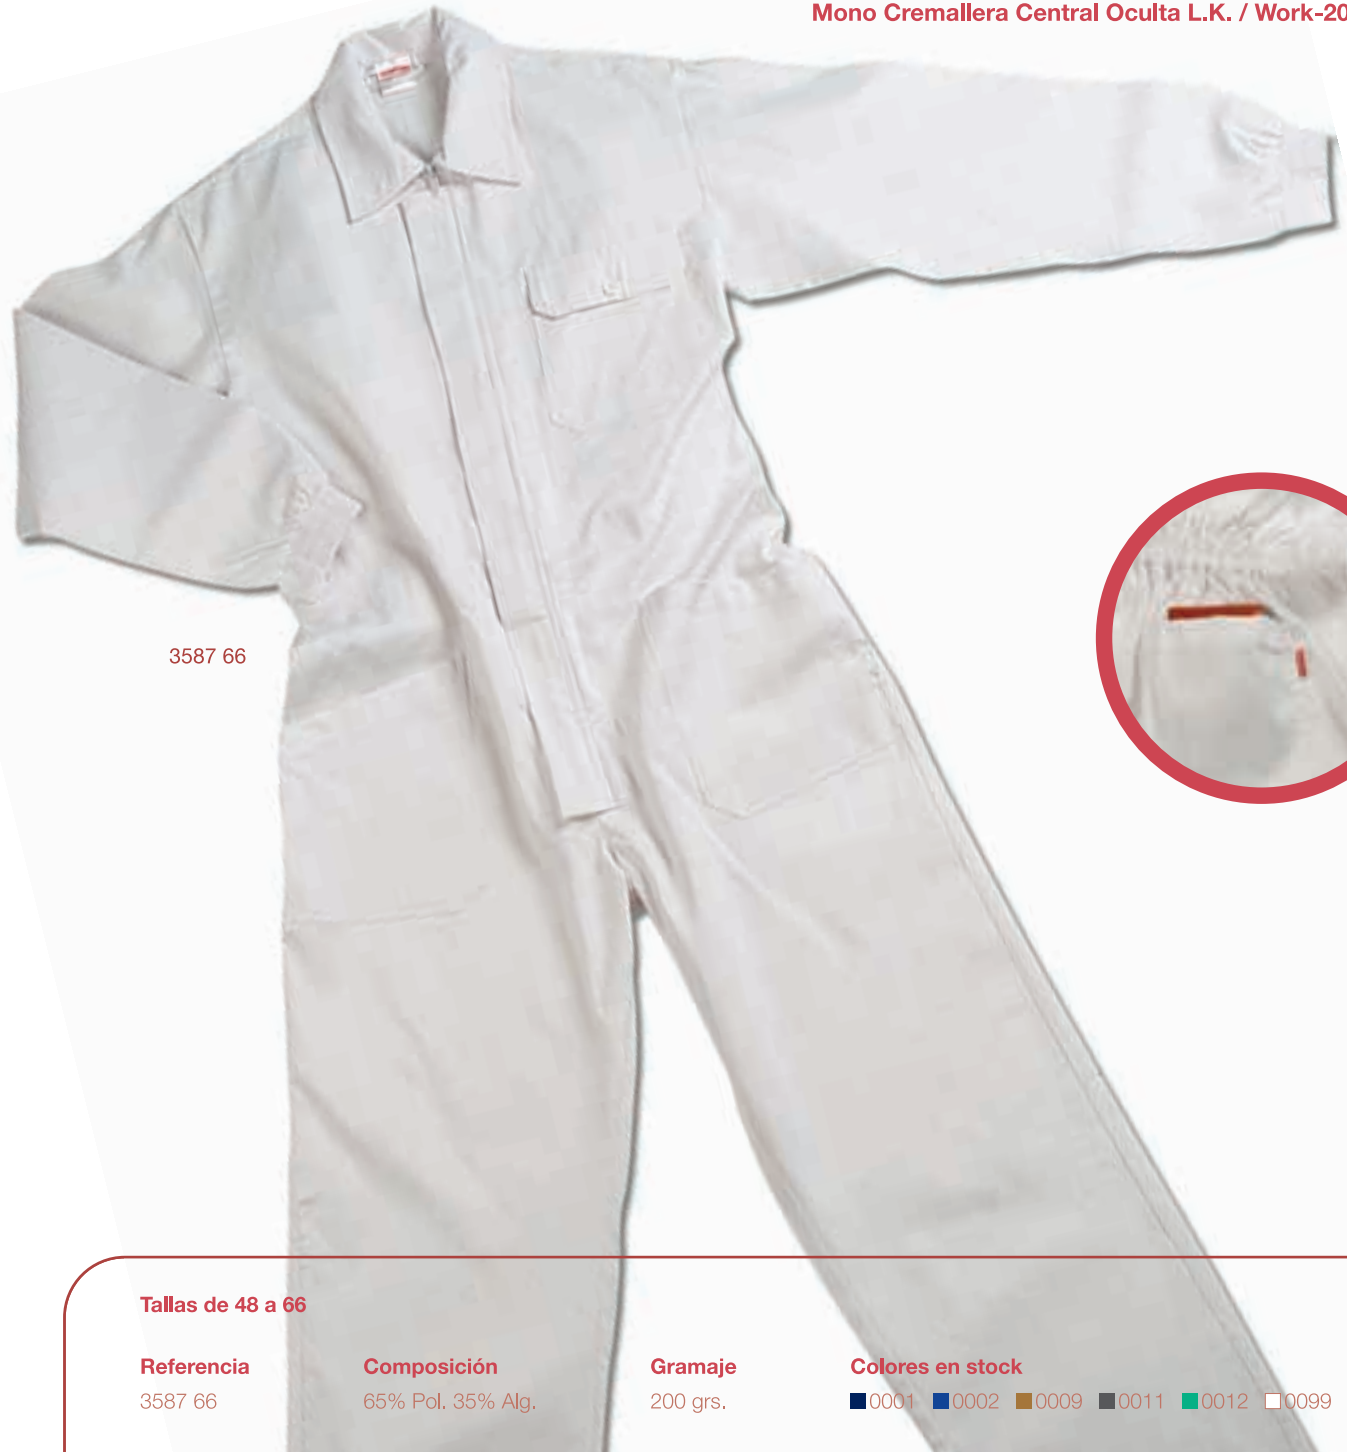 Mono Cremallera Central Oculta L.K. / Work-20
3587 66
Tallas de 48 a 66
Referencia Composición Gramaje Colores en stock
3587 66 65% Pol. 35% Alg. 200 grs. 0001 0002 0009 0011 0012 0099